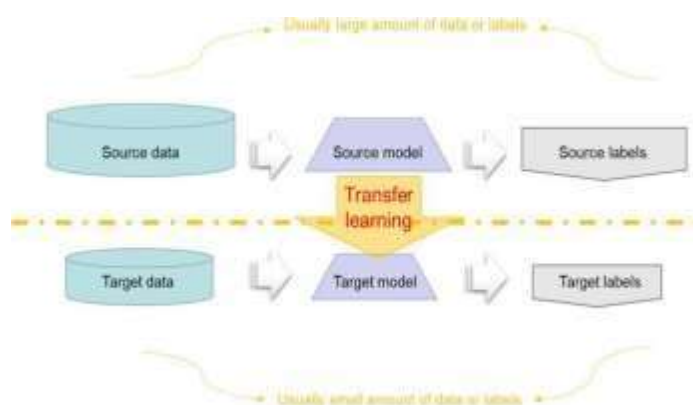 Usually large amount of data or labels
Source data
Source model
Source labels
Transfer
learning
Target data
Target model
Target labels
Usually small amount of data or labels